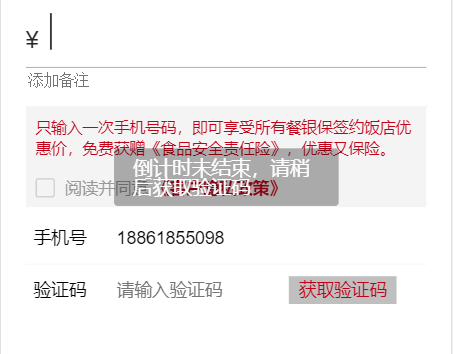 ¥
添加备注
只输入一次手机号码，即可享受所有餐银保签约饭店优
惠价，免费获赠《食品安全责任险》，优惠又保险。
倒计时未结束，请稍
后获取验证码
阅读并同
策》
手机号 18861855098
验证码 请输入验证码 获取验证码